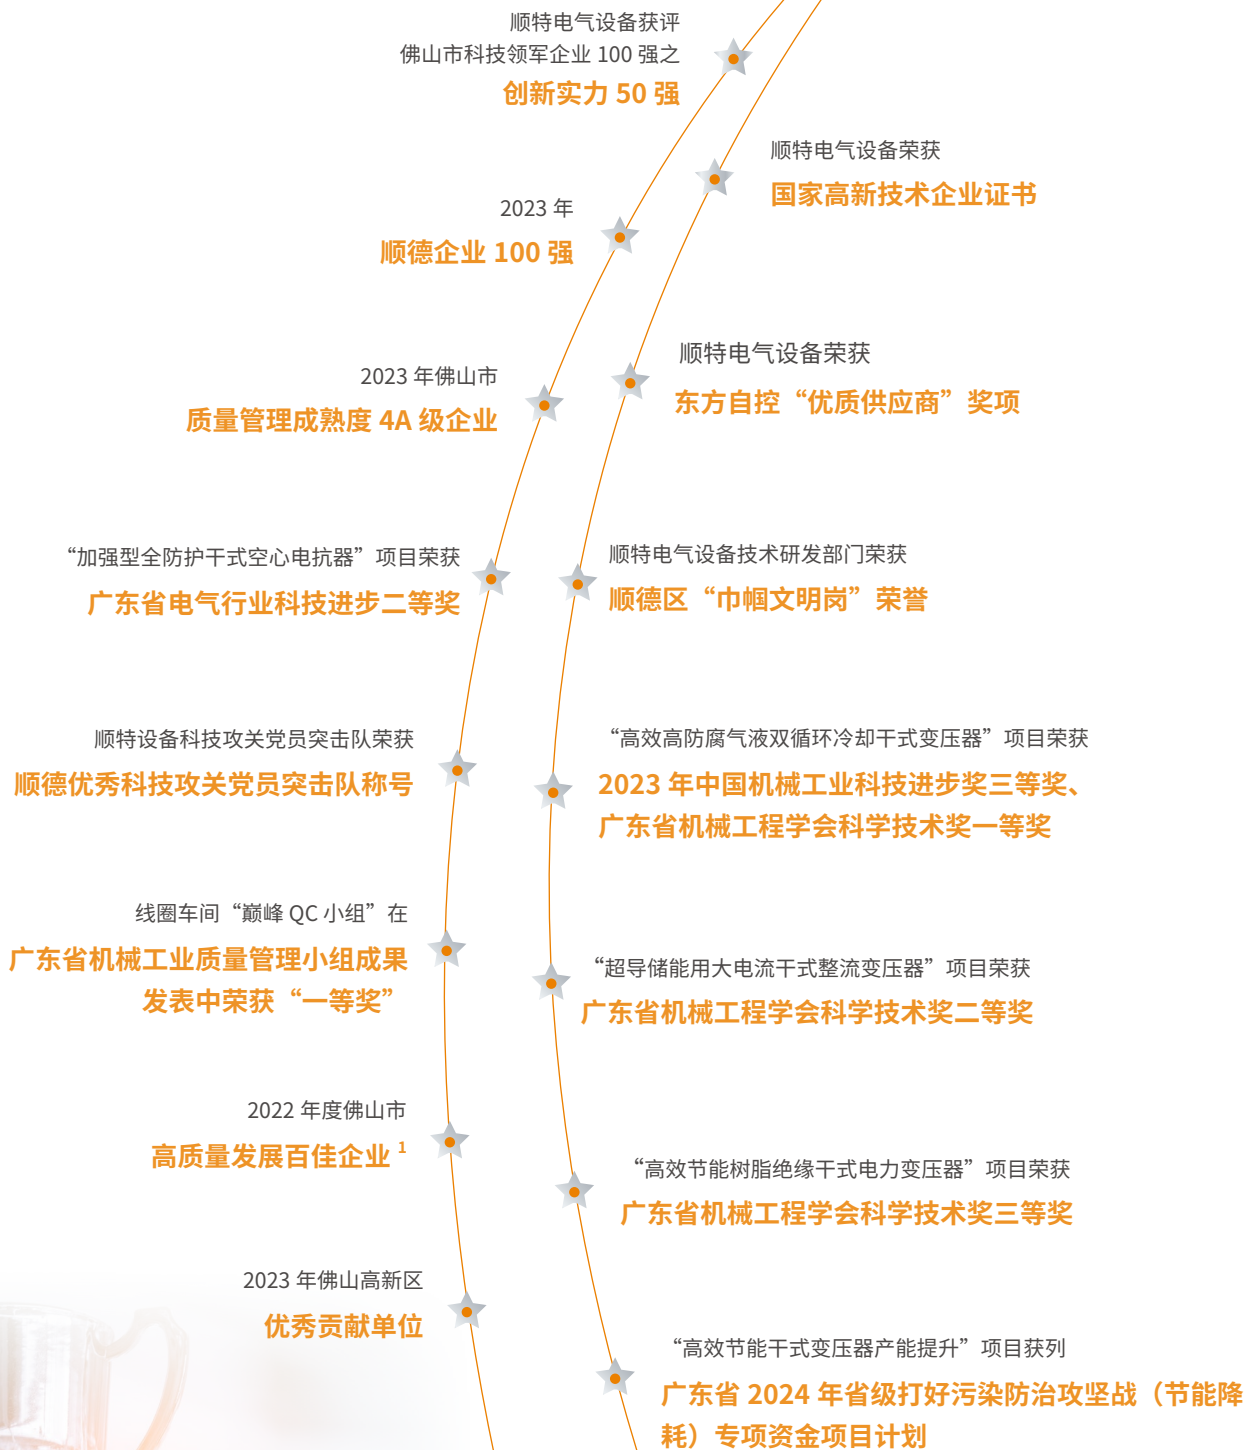 顺特电气设备获评
佛山市科技领军企业 100 强之
创新实力 50 强
2023 年
顺德企业 100 强
2023 年佛山市
质量管理成熟度 4A 级企业
“加强型全防护干式空心电抗器”项目荣获
广东省电气行业科技进步二等奖
顺特设备科技攻关党员突击队荣获
顺德优秀科技攻关党员突击队称号
线圈车间“巅峰 QC 小组”在
广东省机械工业质量管理小组成果
发表中荣获“一等奖”
2022 年度佛山市
高质量发展百佳企业 1
2023 年佛山高新区
优秀贡献单位
顺特电气设备荣获
国家高新技术企业证书
顺特电气设备荣获
东方自控“优质供应商”奖项
顺特电气设备技术研发部门荣获
顺德区“巾帼文明岗”荣誉
“高效高防腐气液双循环冷却干式变压器”项目荣获
2023 年中国机械工业科技进步奖三等奖、
广东省机械工程学会科学技术奖一等奖
“超导储能用大电流干式整流变压器”项目荣获
广东省机械工程学会科学技术奖二等奖
“高效节能树脂绝缘干式电力变压器”项目荣获
广东省机械工程学会科学技术奖三等奖
“高效节能干式变压器产能提升”项目获列
广东省 2024 年省级打好污染防治攻坚战（节能降
耗）专项资金项目计划